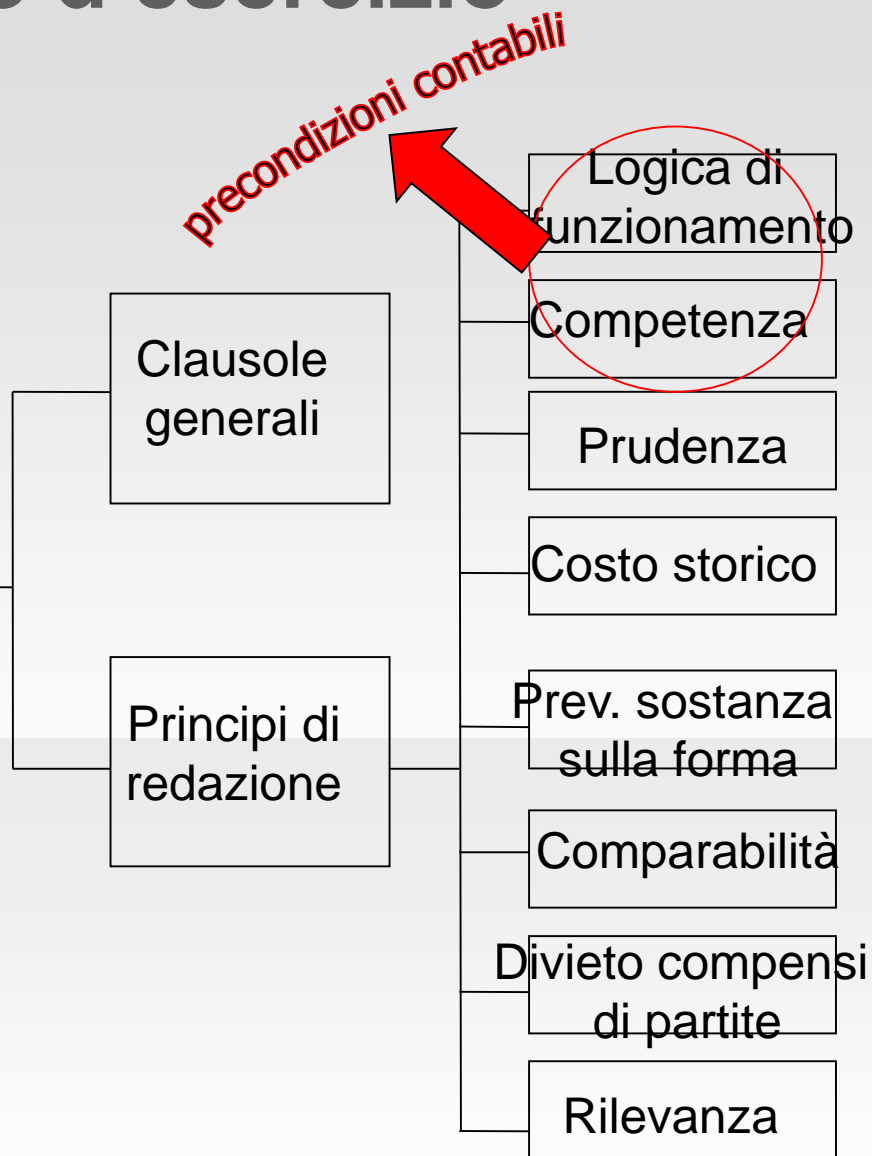 d'esercizio
precondizioni contabili
Logica di
funzionamento
Competenza
Clausole
generali
Prudenza
Costo storico
Prev. sostanza
sulla forma
Principi di
redazione
Comparabilità
Divieto compensi
di partite
Rilevanza